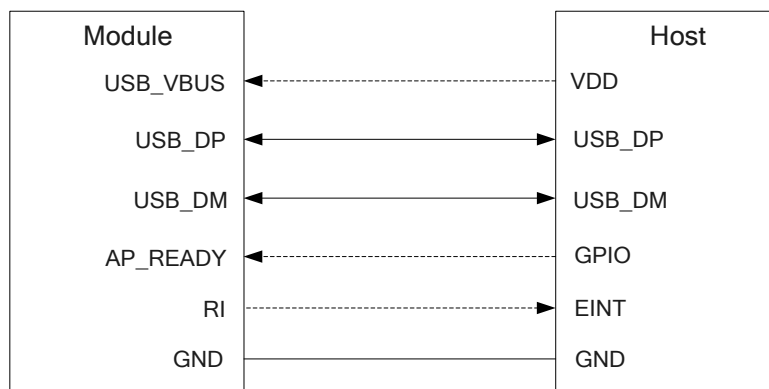 Module Host
USB_VBUS VDD
USB_DP USB_DP
USB_DM USB_DM
AP_READY GPIO
RI EINT
GND GND